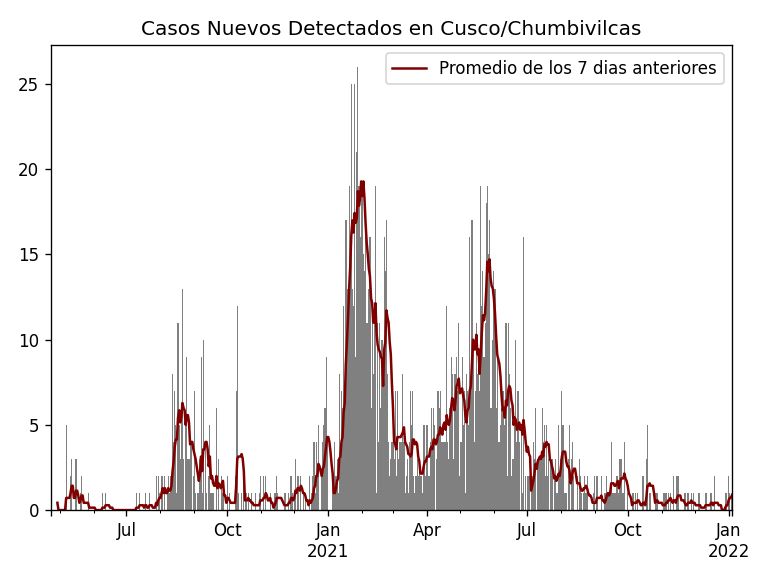 Casos Nuevos Detectados en Cusco/Chumbivilcas
Promedio de los 7 dias anteriores
25
20
15
10
5
0
Jul
Oct
Jan
2021
Apr
Jul
Oct
Jan
2022